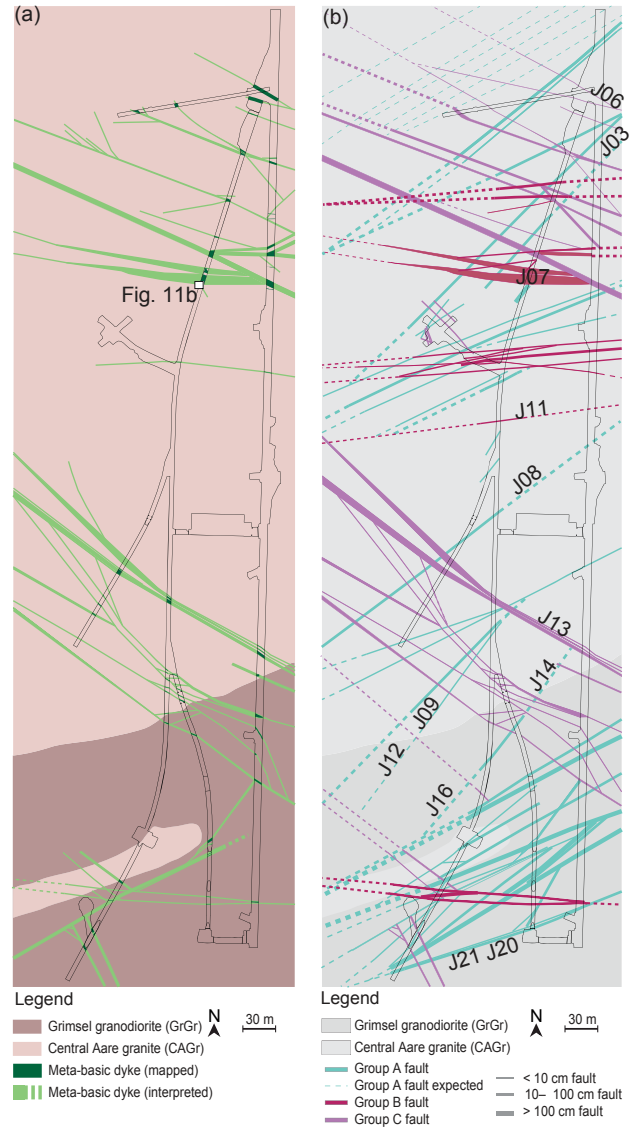 (a)
Fig. 11b
Legend
N
30 m
Grimsel granodiorite (GrGr)
Central Aare granite (CAGr)
Meta-basic dyke (mapped)
Meta-basic dyke (interpreted)
(b)
J06
J03
J07
J11
J08
J13
J14
J09
J12
J16
J21 J20
Legend
N
30 m
Grimsel granodiorite (GrGr)
Central Aare granite (CAGr)
Group A fault
Group A fault expected
Group B fault
Group C fault
< 10 cm fault
10– 100 cm fault
> 100 cm fault